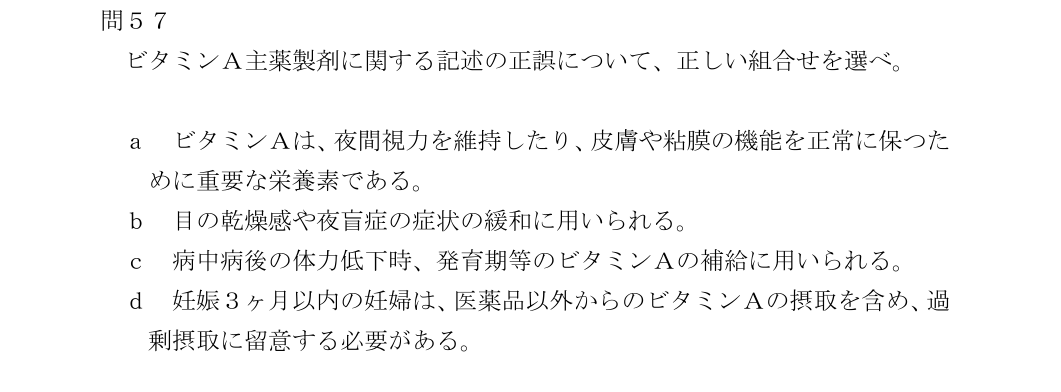 問５７
ビタミンＡ主薬製剤に関する記述の正誤について、正しい組合せを選べ。
a ビタミンＡは、夜間視力を維持したり、皮膚や粘膜の機能を正常に保つた
めに重要な栄養素である。
b 目の乾燥感や夜盲症の症状の緩和に用いられる。
c 病中病後の体力低下時、発育期等のビタミンＡの補給に用いられる。
d 妊娠３ヶ月以内の妊婦は、医薬品以外からのビタミンＡの摂取を含め、過
剰摂取に留意する必要がある。